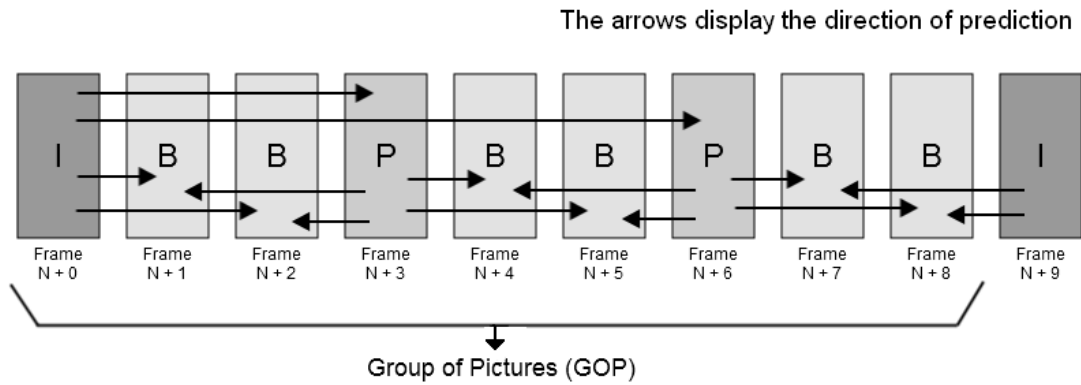 The arrows display the direction of prediction
I B B P B B P B B I
Frame Frame Frame Frame Frame Frame Frame Frame Frame Frame
N + 0 N + 1 N + 2 N + 3 N + 4 N + 5 N + 6 N + 7 N + 8 N + 9
Group of Pictures (GOP)